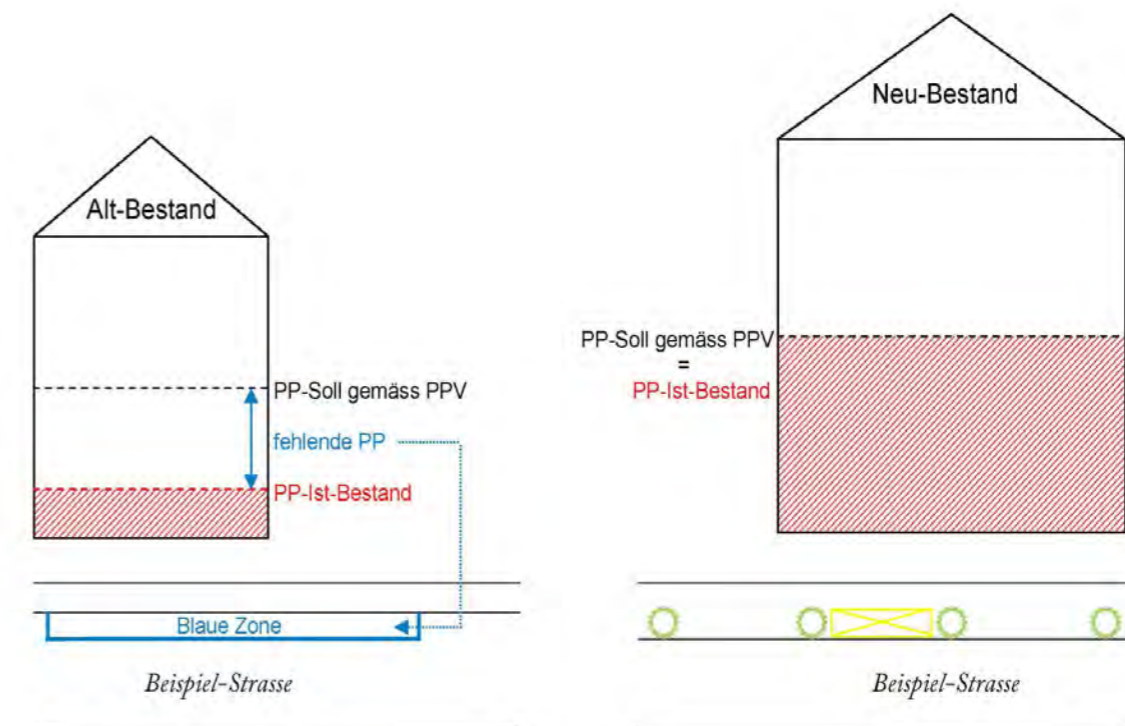 Alt-Bestand
PP-Soll gemäss PPV
fehlende PP
PP-Ist-Bestand
Blaue Zone
Beispiel-Strasse
Neu-Bestand
PP-Soll gemäss PPV
=
PP-Ist-Bestand
Beispiel-Strasse